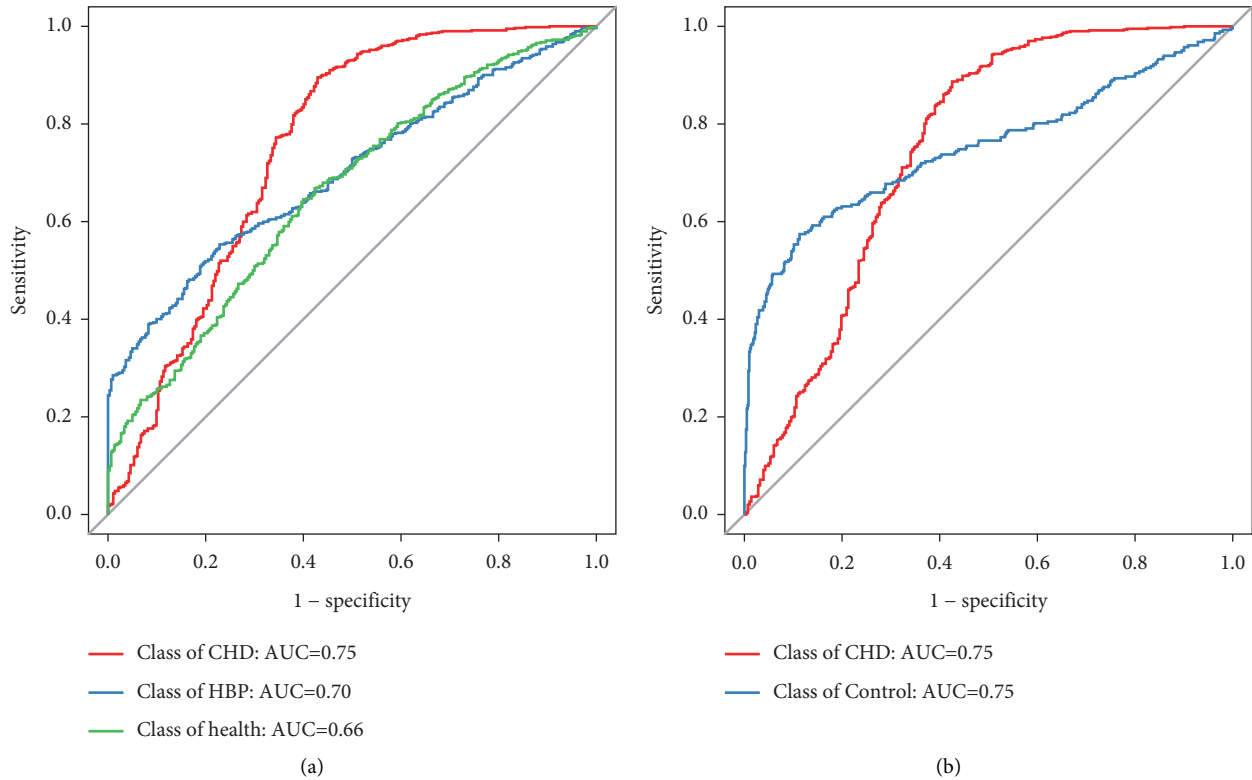 1.0
0.8
0.6
0.4
0.2
0.0
Sensitivity
0.0 0.2 0.4 0.6 0.8 1.0
1 − specificity
Class of CHD: AUC=0.75
Class of HBP: AUC=0.70
Class of health: AUC=0.66
(a)
1.0
0.8
0.6
0.4
0.2
0.0
Sensitivity
0.0 0.2 0.4 0.6 0.8 1.0
1 − specificity
Class of CHD: AUC=0.75
Class of Control: AUC=0.75
(b)